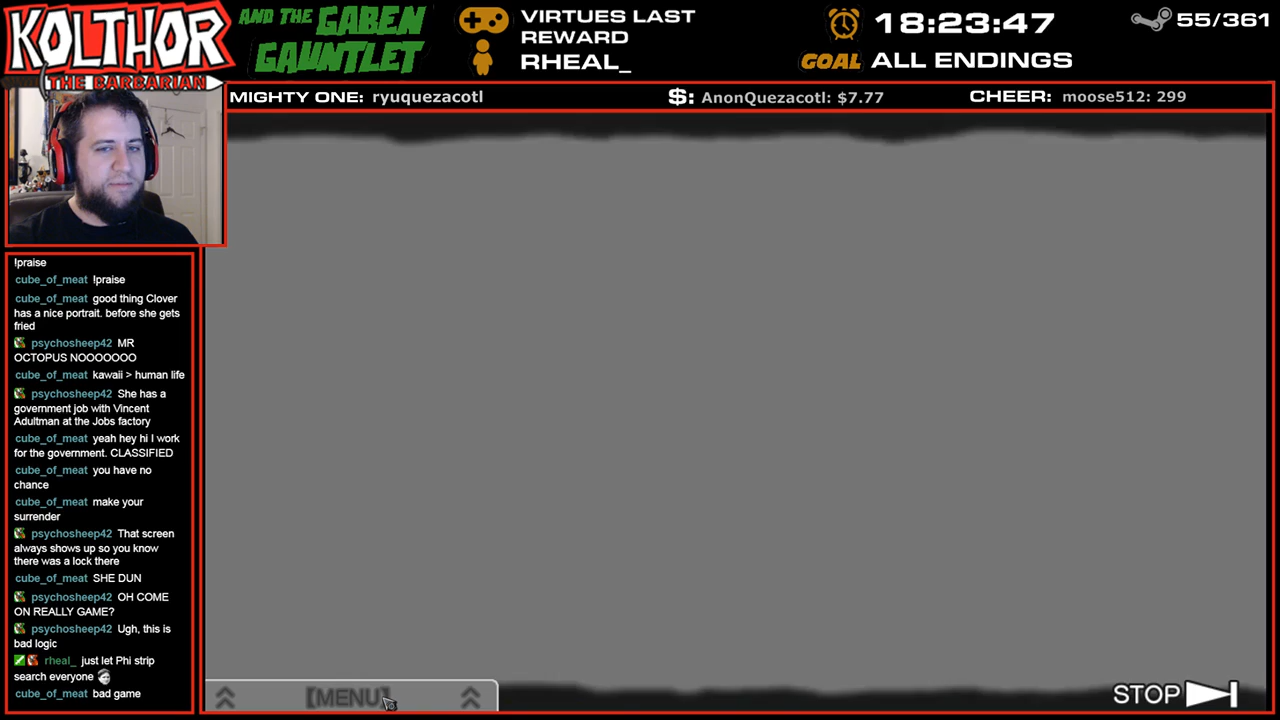 KOLTHOR
THE BARBARIAN
AND THE GABEN
GAUNTLET
VIRTUES LAST
REWARD
RHEAL_
18:23:47
GOAL ALL ENDINGS
55/361
MIGHTY ONE: ryuquezacotl
$: AnonQuezacotl: $7.77
CHEER: moose512: 299
!praise
cube_of_meat !praise
cube_of_meat good thing Clover
has a nice portrait. before she gets
fried
psychosheep42 MR
OCTOPUS NOOOOOOO
cube_of_meat kawaii > human life
psychosheep42 She has a
government job with Vincent
Adultman at the Jobs factory
cube_of_meat yeah hey hi I work
for the government. CLASSIFIED
cube_of_meat you have no
chance
cube_of_meat make your
surrender
psychosheep42 That screen
always shows up so you know
there was a lock there
cube_of_meat SHE DUN
psychosheep42 OH COME
ON REALLY GAME?
psychosheep42 Ugh, this is
bad logic
rheal_ just let Phi strip
search everyone
cube_of_meat bad game
[MENU]
STOP